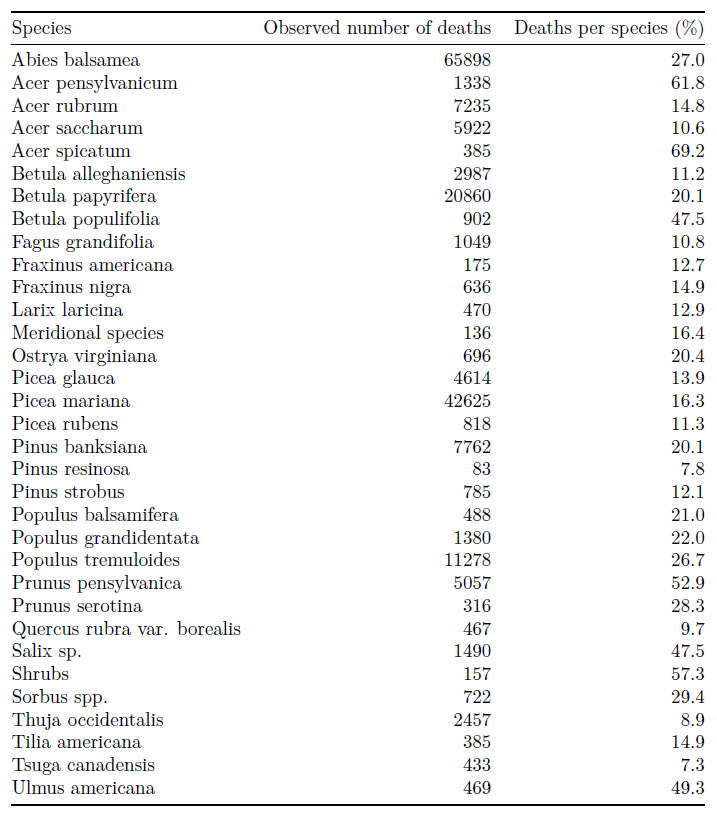 Species Observed number of deaths Deaths per species (%)
Abies balsamea 65898 27.0
Acer pensylvanicum 1338 61.8
Acer rubrum 7235 14.8
Acer saccharum 5922 10.6
Acer spicatum 385 69.2
Betula alleghaniensis 2987 11.2
Betula papyrifera 20860 20.1
Betula populifolia 902 47.5
Fagus grandifolia 1049 10.8
Fraxinus americana 175 12.7
Fraxinus nigra 636 14.9
Larix laricina 470 12.9
Meridional species 136 16.4
Ostrya virginiana 696 20.4
Picea glauca 4614 13.9
Picea mariana 42625 16.3
Picea rubens 818 11.3
Pinus banksiana 7762 20.1
Pinus resinosa 83 7.8
Pinus strobus 785 12.1
Populus balsamifera 488 21.0
Populus grandidentata 1380 22.0
Populus tremuloides 11278 26.7
Prunus pensylvanica 5057 52.9
Prunus serotina 316 28.3
Quercus rubra var. borealis 467 9.7
Salix sp. 1490 47.5
Shrubs 157 57.3
Sorbus spp. 722 29.4
Thuja occidentalis 2457 8.9
Tilia americana 385 14.9
Tsuga canadensis 433 7.3
Ulmus americana 469 49.3